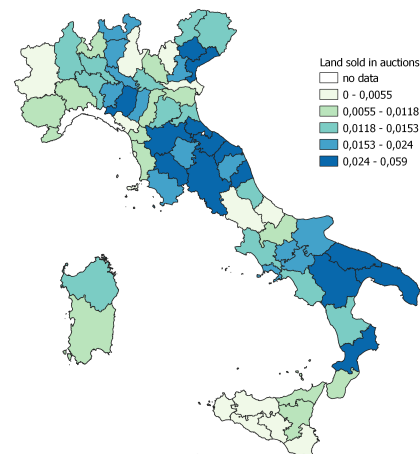 Land sold in auctions
no data
0 - 0,0055
0,0055 - 0,0118
0,0118 - 0,0153
0,0153 - 0,024
0,024 - 0,059